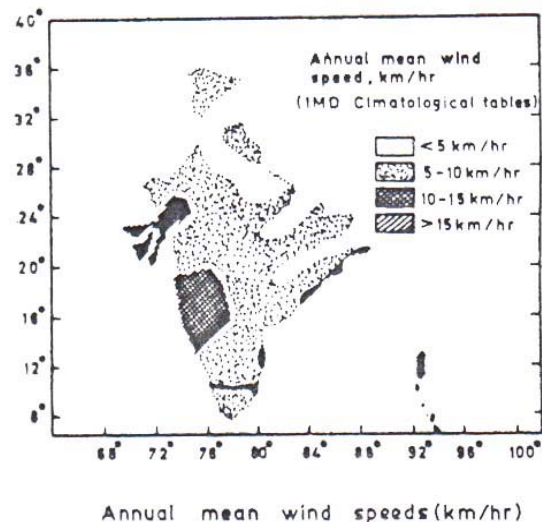 40°
36°
32°
28°
24°
20°
16°
12°
8°
Annual mean wind
speed, km/hr
(IMD Clmatological tables)
<5 km/hr
5-10 km/hr
10-15 km/hr
>15 km/hr
68° 72° 76° 80° 84° 88° 92° 96° 100°
Annual mean wind speeds(km/hr)